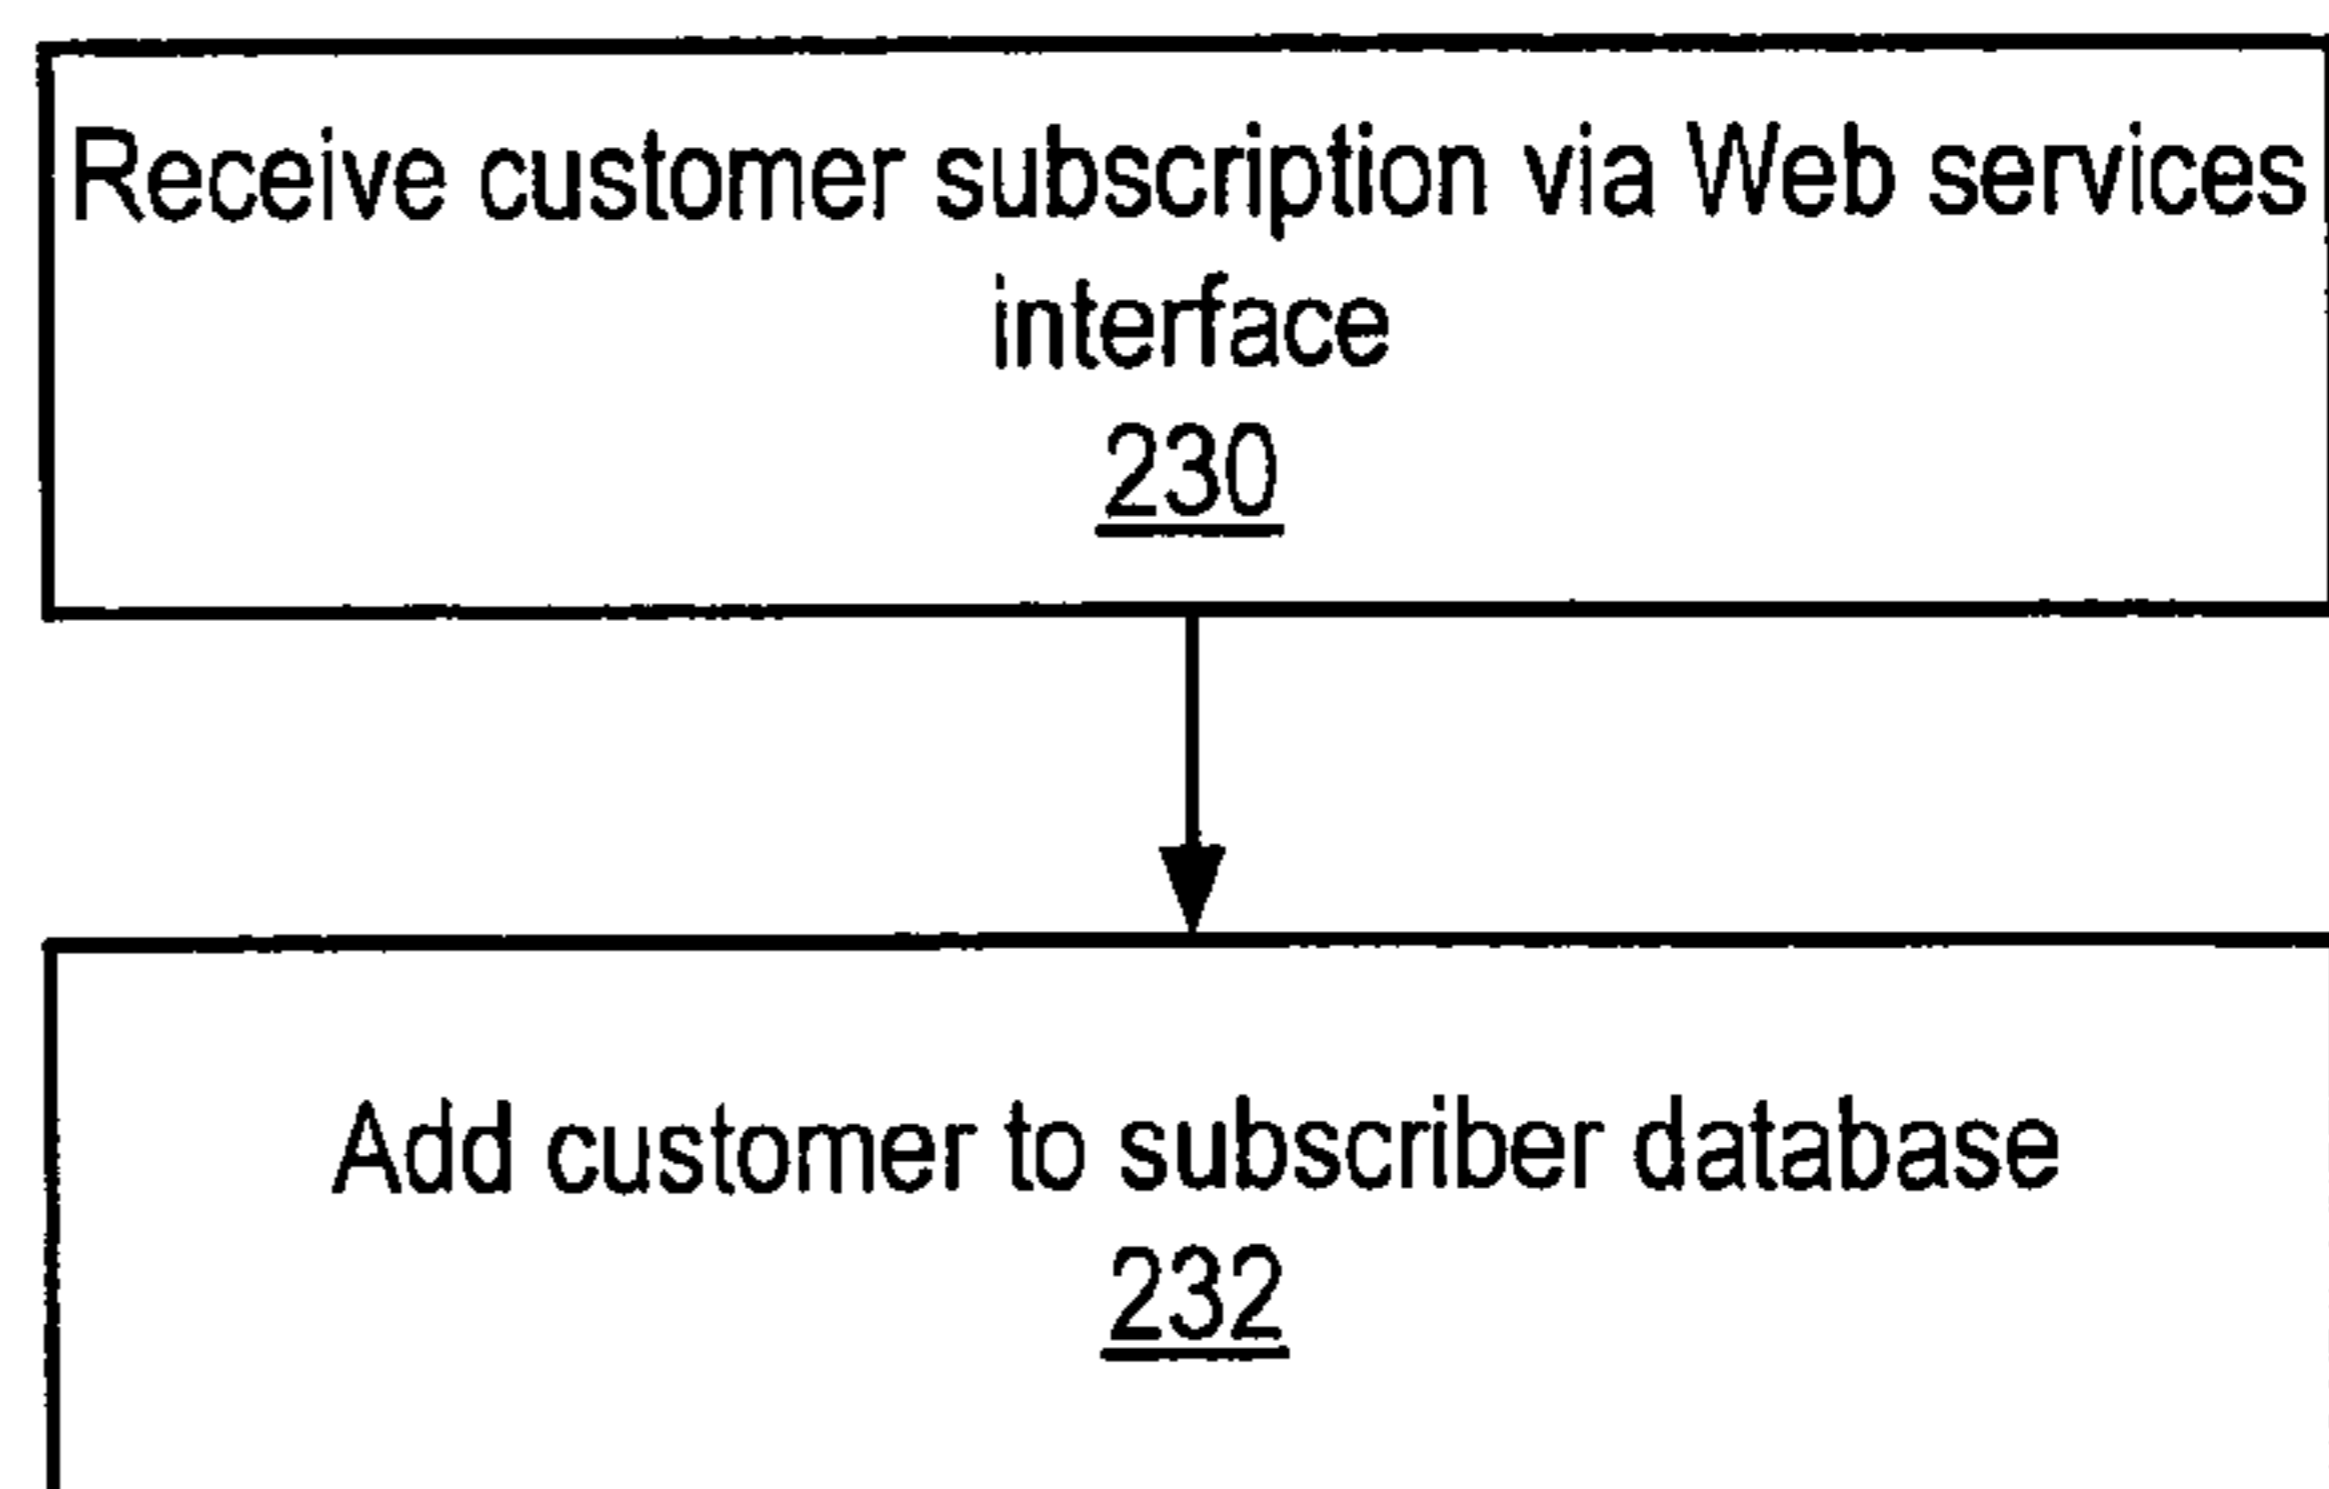 Receive customer subscription via Web services
interface
230
Add customer to subscriber database
232